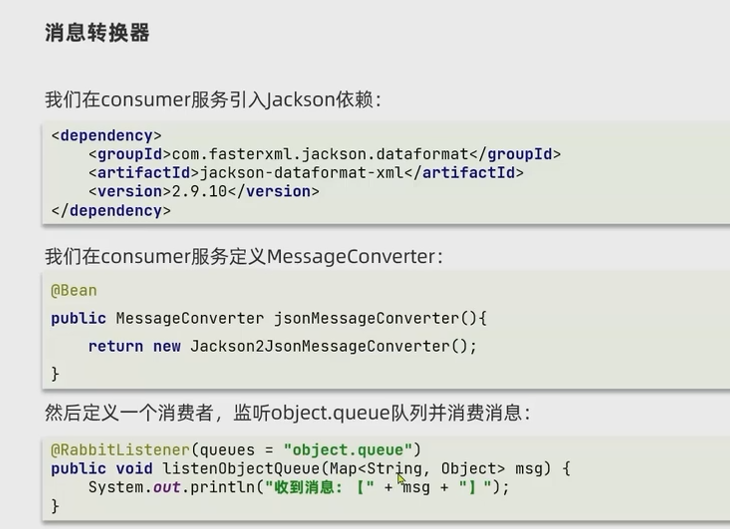 消息转换器
我们在consumer服务引入Jackson依赖：
<dependency>
    <groupId>com.fasterxml.jackson.dataformat</groupId>
    <artifactId>jackson-dataformat-xml</artifactId>
    <version>2.9.10</version>
</dependency>
我们在consumer服务定义MessageConverter：
@Bean
public MessageConverter jsonMessageConverter(){
    return new Jackson2JsonMessageConverter();
}
然后定义一个消费者，监听object.queue队列并消费消息：
@RabbitListener(queues = "object.queue")
public void listenObjectQueue(Map<String, Object> msg) {
    System.out.println("收到消息：【" + msg + "】");
}